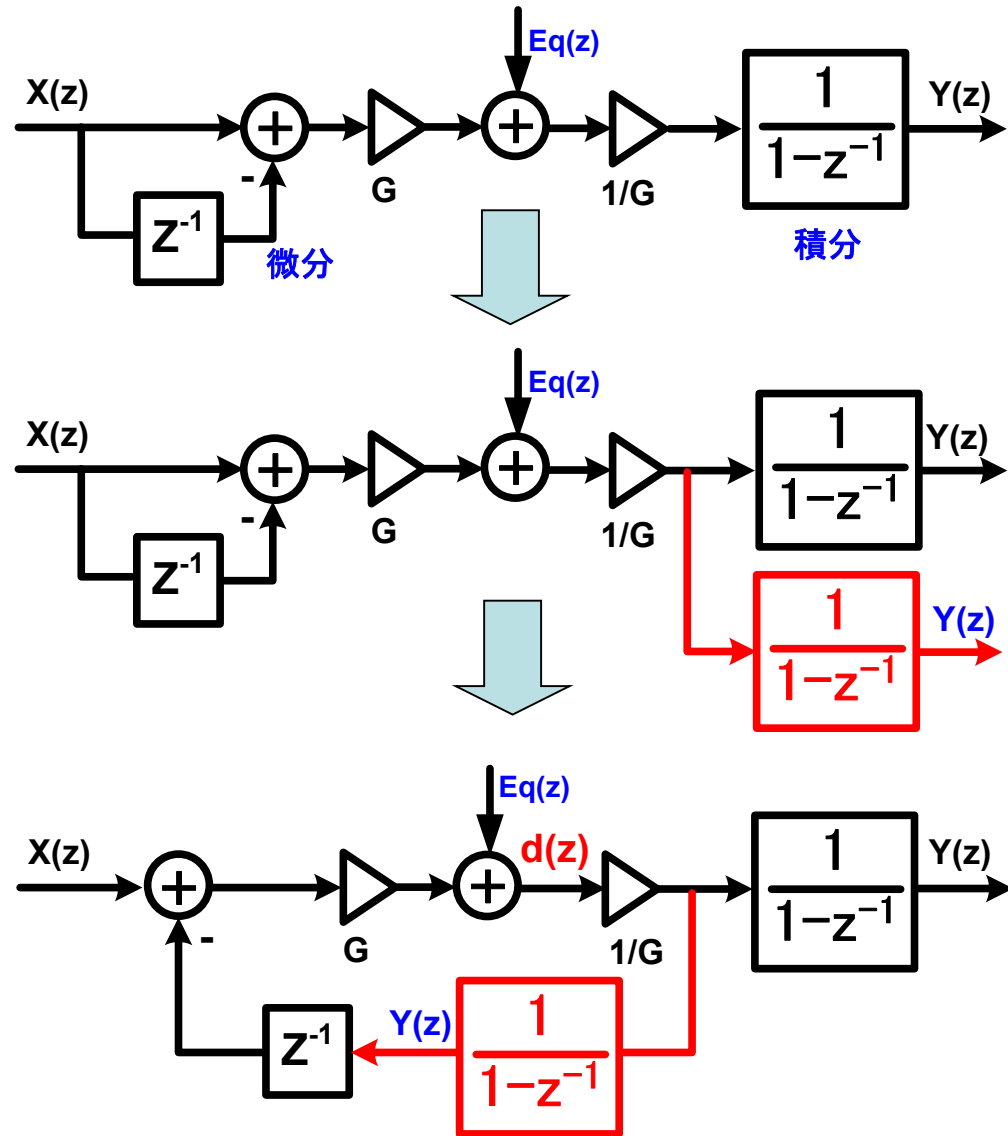 Eq(z)
X(z)
+
G
+
1/G
1
1−z⁻¹
Y(z)
-
Z⁻¹
微分
積分
Eq(z)
X(z)
+
G
+
1/G
1
1−z⁻¹
Y(z)
-
Z⁻¹
1
1−z⁻¹
Y(z)
Eq(z)
X(z)
+
G
+
d(z)
1/G
1
1−z⁻¹
Y(z)
-
Z⁻¹
Y(z)
1
1−z⁻¹